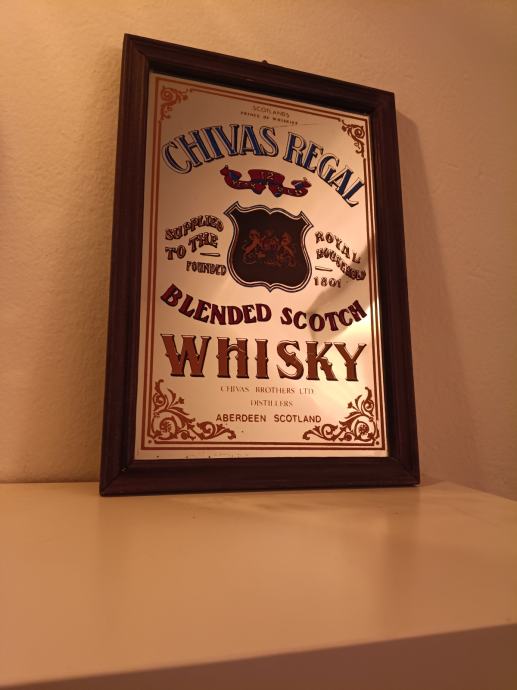 SCOTLANDS
PRINCE OF WHISKIES
CHIVAS REGAL
12
SUPPLIED
TO THE
FOUNDED
ROYAL
HOUSEHOLD
1801
BLENDED SCOTCH
WHISKY
CHIVAS BROTHERS LTD.
DISTILLERS
ABERDEEN SCOTLAND